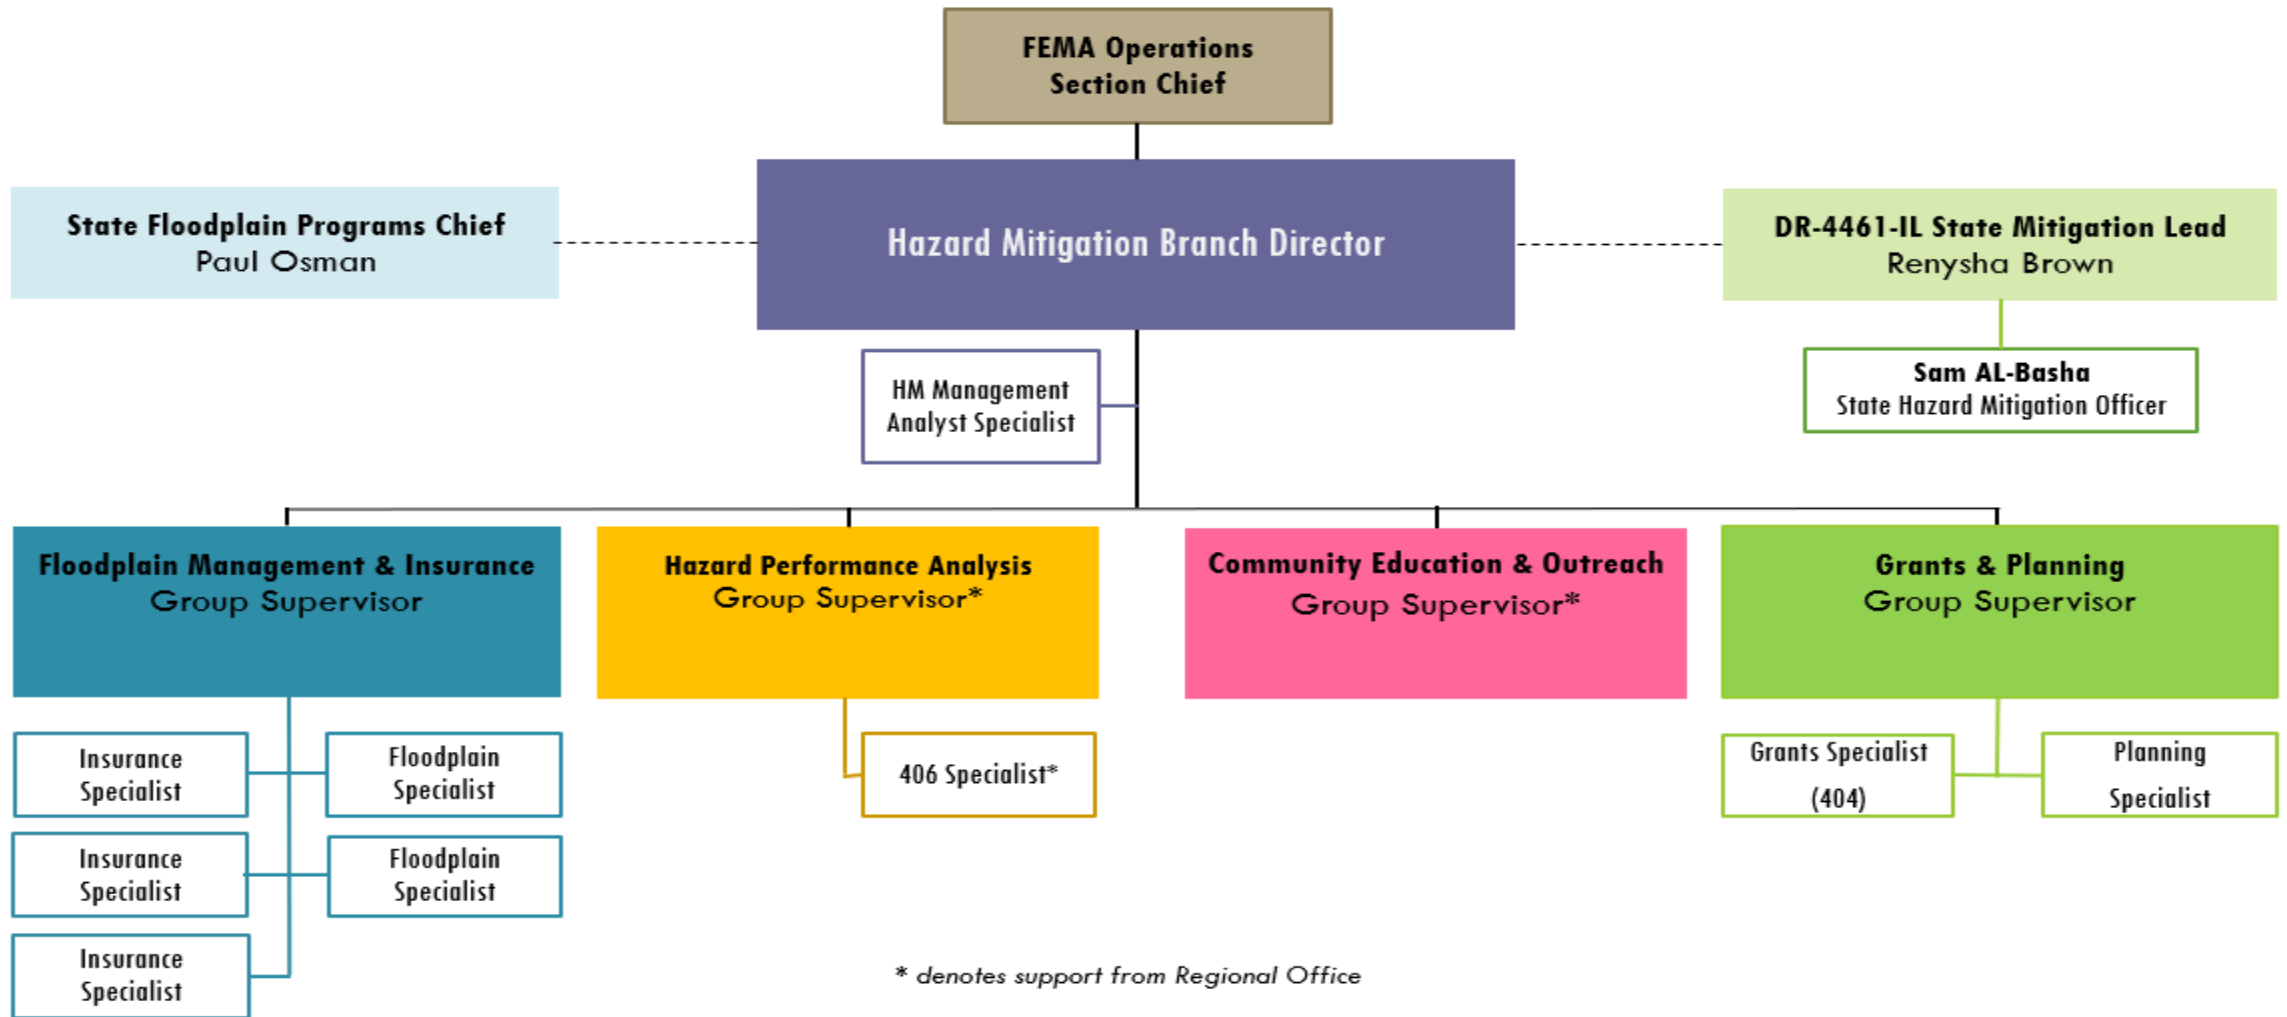 FEMA Operations
Section Chief
State Floodplain Programs Chief
Paul Osman
Hazard Mitigation Branch Director
DR-4461-IL State Mitigation Lead
Renysha Brown
HM Management
Analyst Specialist
Sam AL-Basha
State Hazard Mitigation Officer
Floodplain Management & Insurance
Group Supervisor
Hazard Performance Analysis
Group Supervisor*
Community Education & Outreach
Group Supervisor*
Grants & Planning
Group Supervisor
Insurance
Specialist
Floodplain
Specialist
406 Specialist*
Grants Specialist
(404)
Planning
Specialist
Insurance
Specialist
Floodplain
Specialist
Insurance
Specialist
* denotes support from Regional Office